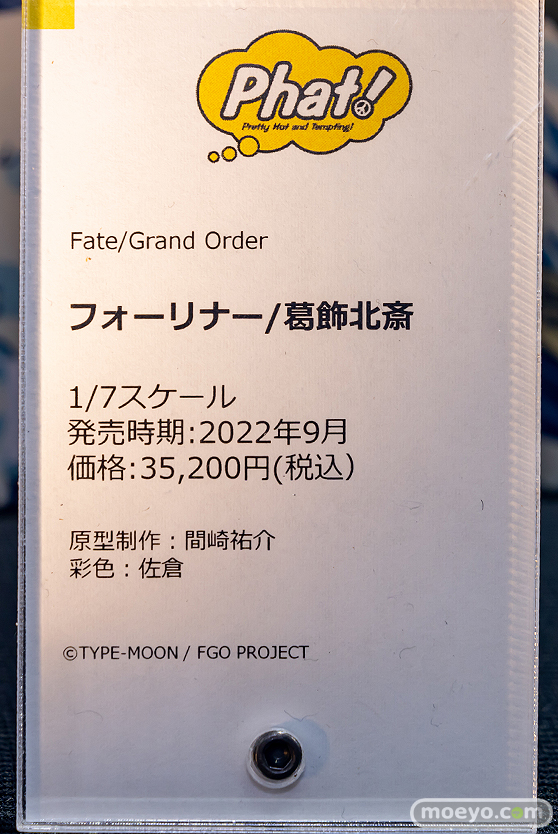 Phat!
Pretty Hot and Tempting!
Fate/Grand Order
フォーリナー/葛飾北斎
1/7スケール
発売時期:2022年9月
価格:35,200円(税込)
原型制作：間崎祐介
彩色：佐倉
©TYPE-MOON / FGO PROJECT
moeyo.com